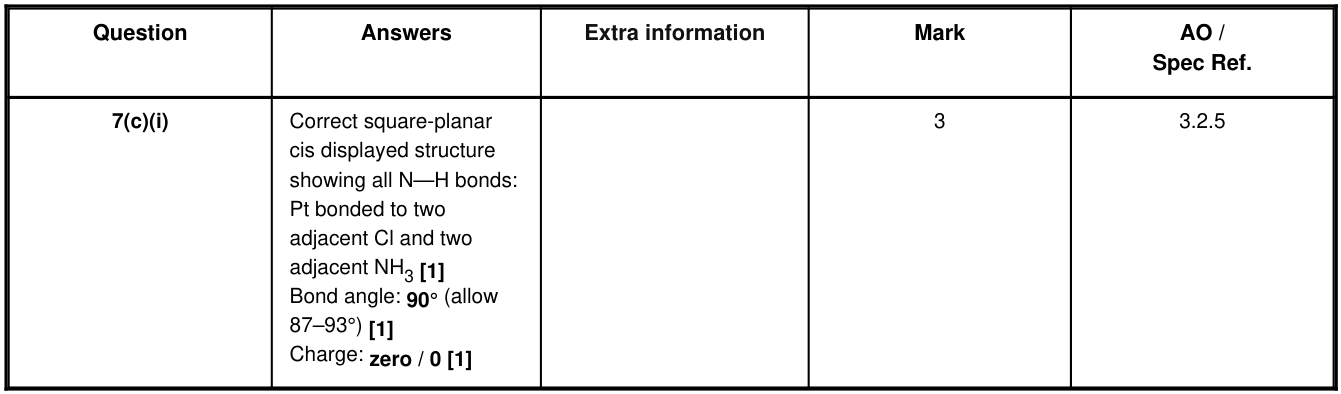 Question Answers Extra information Mark AO /
Spec Ref.
7(c)(i) Correct square-planar 3 3.2.5
cis displayed structure
showing all N—H bonds:
Pt bonded to two
adjacent Cl and two
adjacent NH₃ [1]
Bond angle: 90° (allow
87–93°) [1]
Charge: zero / 0 [1]